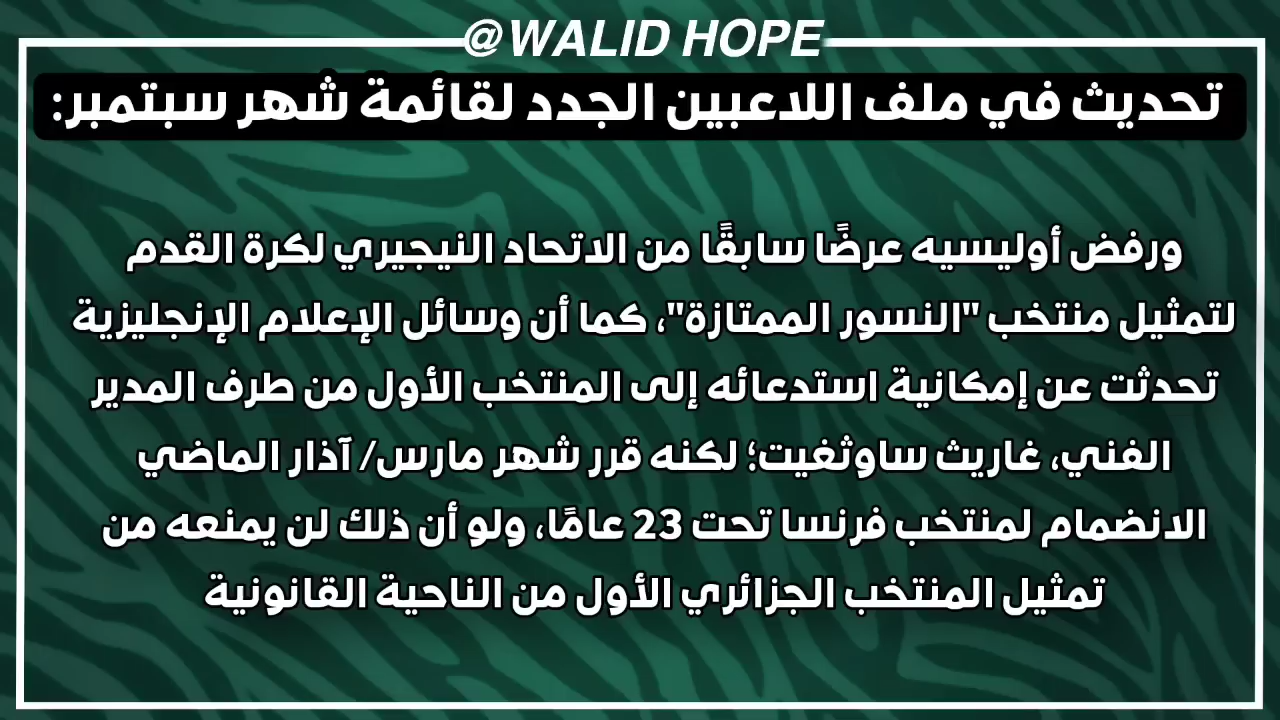 @WALID HOPE
تحديث في ملف اللاعبين الجدد لقائمة شهر سبتمبر:
ورفض أوليسيه عرضًا سابقًا من الاتحاد النيجيري لكرة القدم
لتمثيل منتخب "النسور الممتازة"، كما أن وسائل الإعلام الإنجليزية
تحدثت عن إمكانية استدعائه إلى المنتخب الأول من طرف المدير
الفني، غاريث ساوثغيت؛ لكنه قرر شهر مارس/ آذار الماضي
الانضمام لمنتخب فرنسا تحت 23 عامًا، ولو أن ذلك لن يمنعه من
تمثيل المنتخب الجزائري الأول من الناحية القانونية